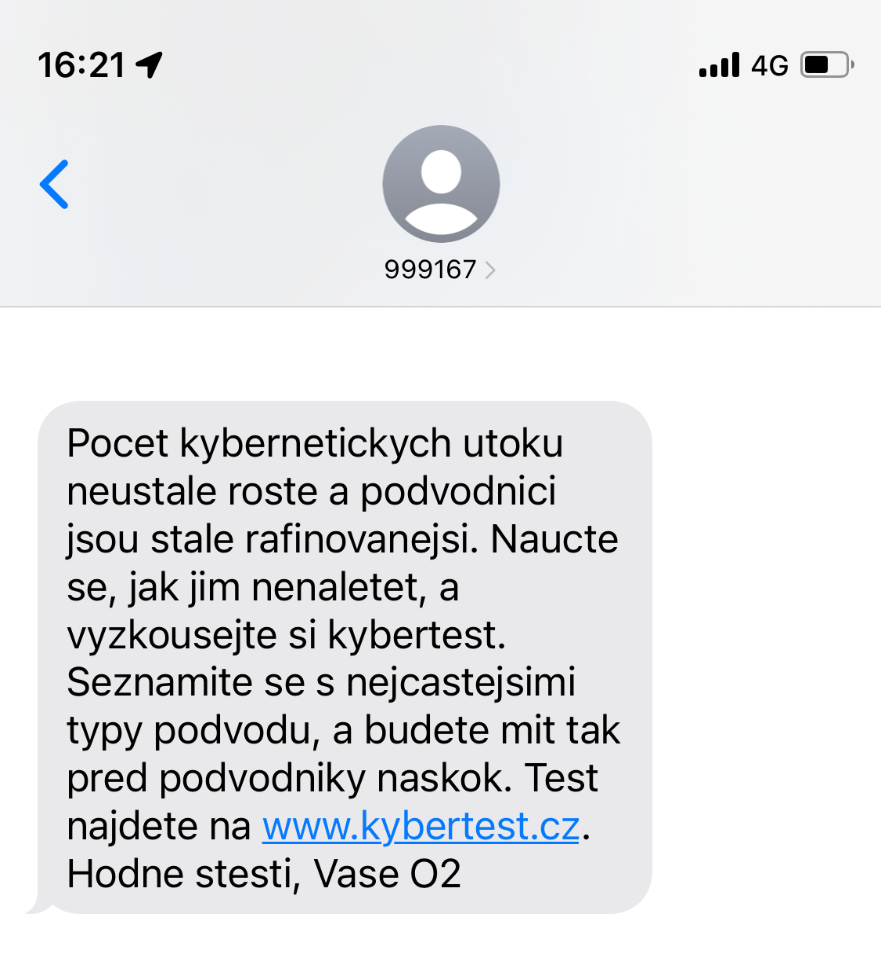 16:21
4G
999167
Pocet kybernetickych utoku
neustale roste a podvodnici
jsou stale rafinovanejsi. Naucte
se, jak jim nenaletet, a
vyzkousejte si kybertest.
Seznamite se s nejcastejsimi
typy podvodu, a budete mit tak
pred podvodniky naskok. Test
najdete na www.kybertest.cz.
Hodne stesti, Vase O2